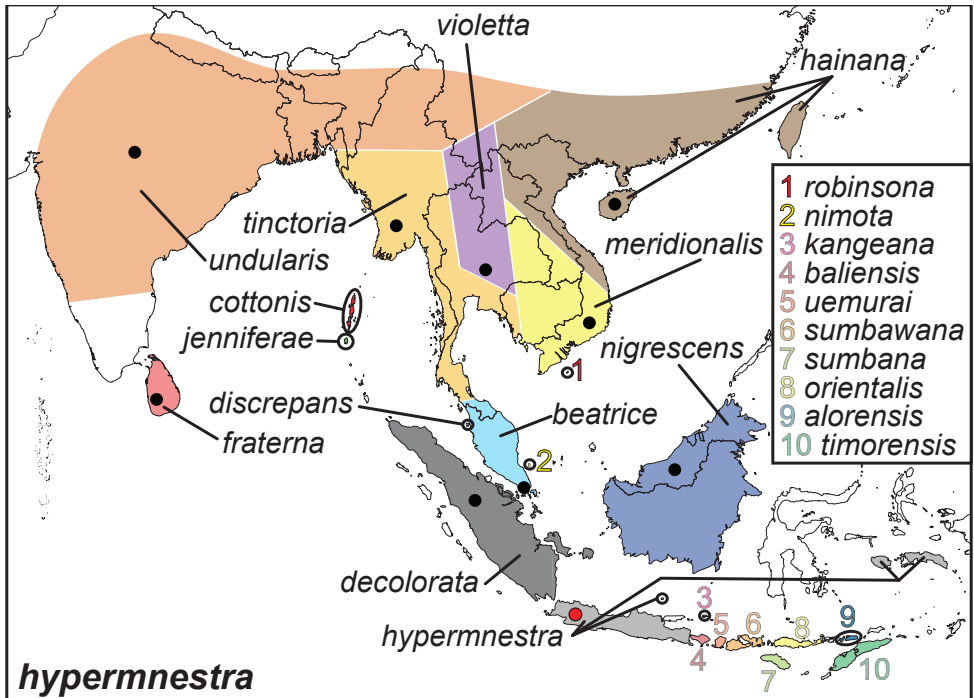 violetta
hainana
1 robinsona
2 nimota
3 kangeana
4 baliensis
5 uemurai
6 sumbawana
7 sumbana
8 orientalis
9 alorensis
10 timorensis
tinctoria
undularis
meridionalis
cottonis
jenniferae
nigrescens
1
discrepans
beatrice
fraterna
2
decolorata
3
hypermnestra
5 6
8
9
4
7
10
hypermnestra